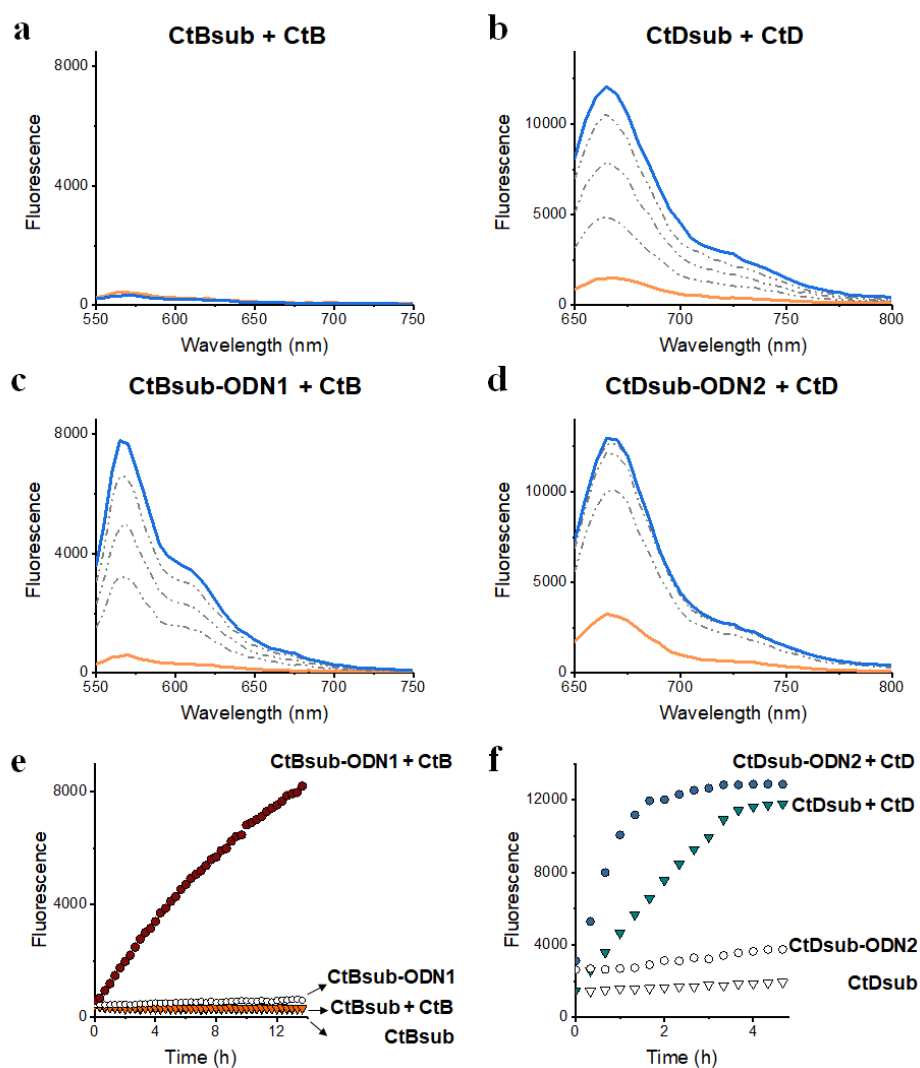 a
CtBsub + CtB
8000
4000
0
Fluorescence
550 600 650 700 750
Wavelength (nm)
b
CtDsub + CtD
10000
5000
0
Fluorescence
650 700 750 800
Wavelength (nm)
c
CtBsub-ODN1 + CtB
8000
4000
0
Fluorescence
550 600 650 700 750
Wavelength (nm)
d
CtDsub-ODN2 + CtD
10000
5000
0
Fluorescence
650 700 750 800
Wavelength (nm)
e
CtBsub-ODN1 + CtB
8000
4000
0
Fluorescence
CtBsub-ODN1
CtBsub + CtB
CtBsub
0 4 8 12
Time (h)
f
CtDsub-ODN2 + CtD
12000
8000
4000
0
Fluorescence
CtDsub + CtD
CtDsub-ODN2
CtDsub
0 2 4
Time (h)